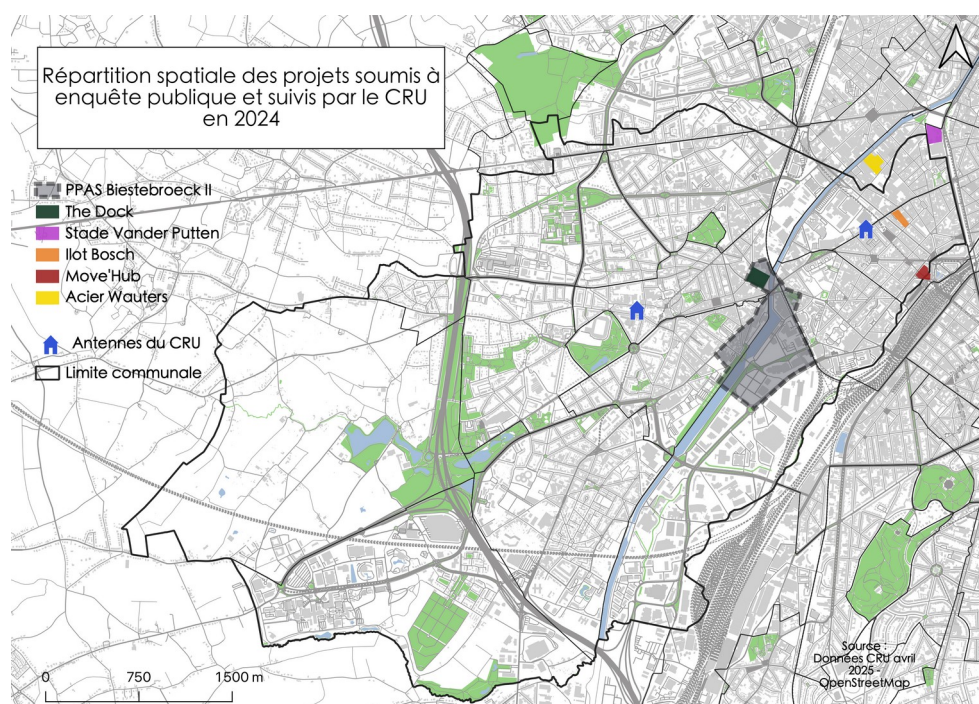 Répartition spatiale des projets soumis à
enquête publique et suivis par le CRU
en 2024
PPAS Biestebroeck II
The Dock
Stade Vander Putten
Ilot Bosch
Move'Hub
Acier Wauters
Antennes du CRU
Limite communale
0 750 1500 m
Source :
Données CRU avril
2025 -
OpenStreetMap